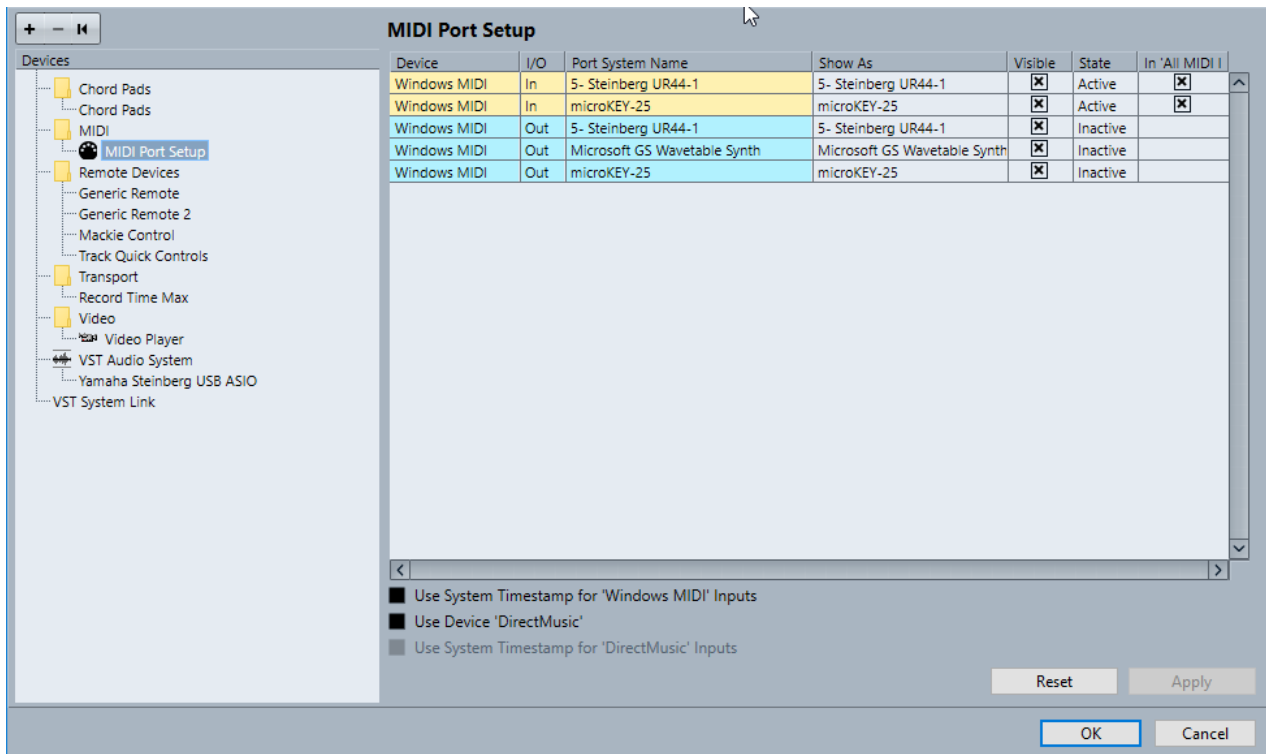 MIDI Port Setup
Devices
Chord Pads
Chord Pads
MIDI
MIDI Port Setup
Remote Devices
Generic Remote
Generic Remote 2
Mackie Control
Track Quick Controls
Transport
Record Time Max
Video
Video Player
VST Audio System
Yamaha Steinberg USB ASIO
VST System Link
Device I/O Port System Name Show As Visible State In 'All MIDI I
Windows MIDI In 5- Steinberg UR44-1 5- Steinberg UR44-1 Active
Windows MIDI In microKEY-25 microKEY-25 Active
Windows MIDI Out 5- Steinberg UR44-1 5- Steinberg UR44-1 Inactive
Windows MIDI Out Microsoft GS Wavetable Synth Microsoft GS Wavetable Synth Inactive
Windows MIDI Out microKEY-25 microKEY-25 Inactive
Use System Timestamp for 'Windows MIDI' Inputs
Use Device 'DirectMusic'
Use System Timestamp for 'DirectMusic' Inputs
Reset Apply
OK Cancel